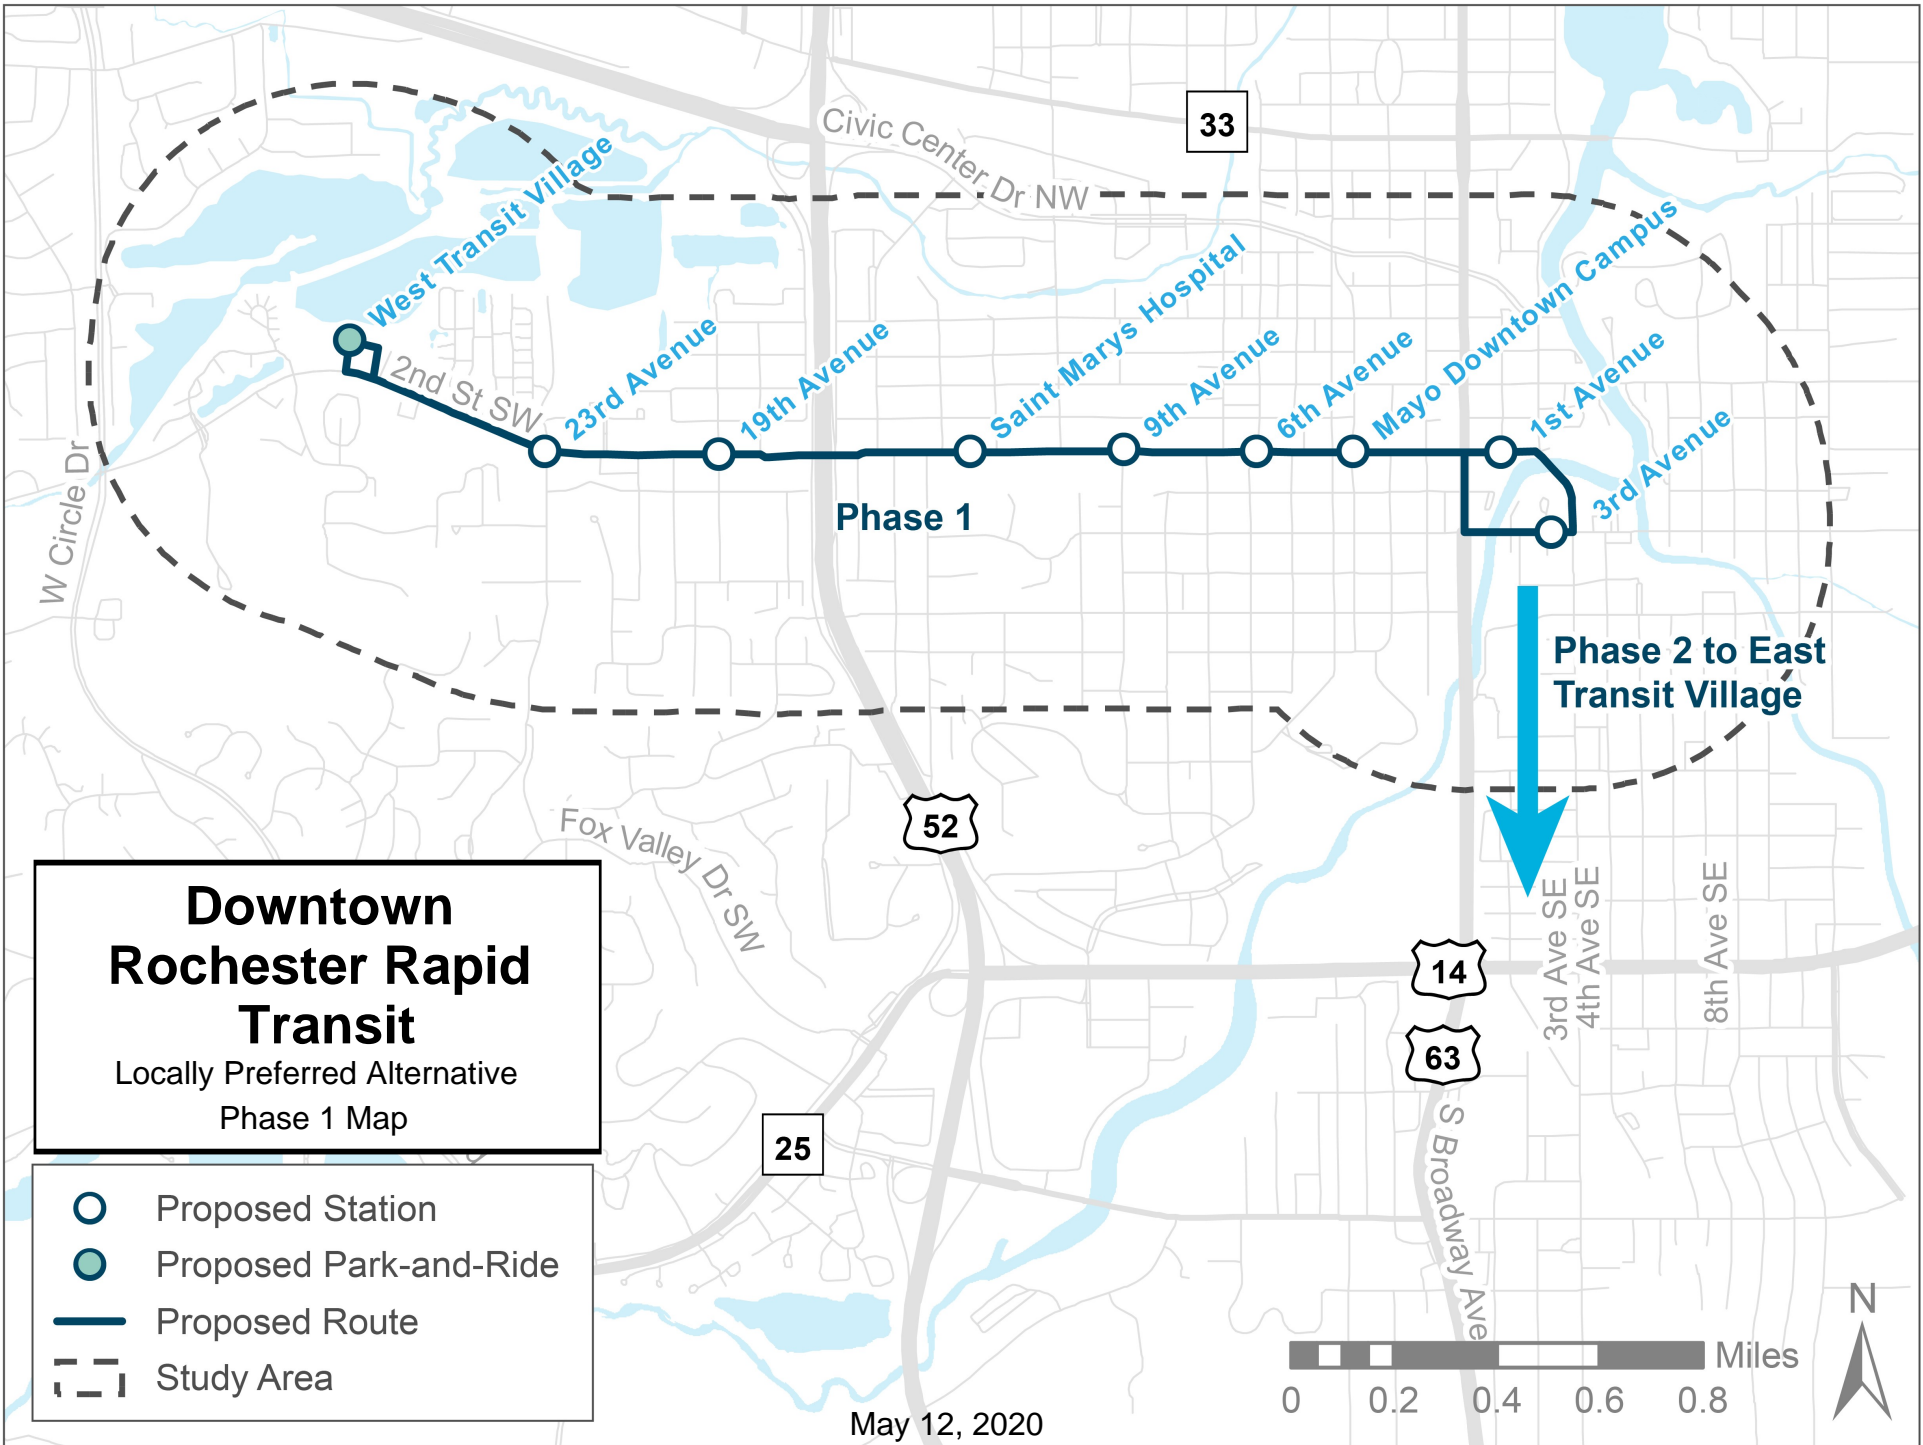 33
Civic Center Dr NW
West Transit Village
2nd St SW
23rd Avenue
19th Avenue
Saint Marys Hospital
9th Avenue
6th Avenue
Mayo Downtown Campus
1st Avenue
3rd Avenue
W Circle Dr
Phase 1
Phase 2 to East
Transit Village
52
Fox Valley Dr SW
14
63
3rd Ave SE
4th Ave SE
8th Ave SE
S Broadway Ave
25
Downtown
Rochester Rapid
Transit
Locally Preferred Alternative
Phase 1 Map
Proposed Station
Proposed Park-and-Ride
Proposed Route
Study Area
May 12, 2020
N
Miles
0 0.2 0.4 0.6 0.8